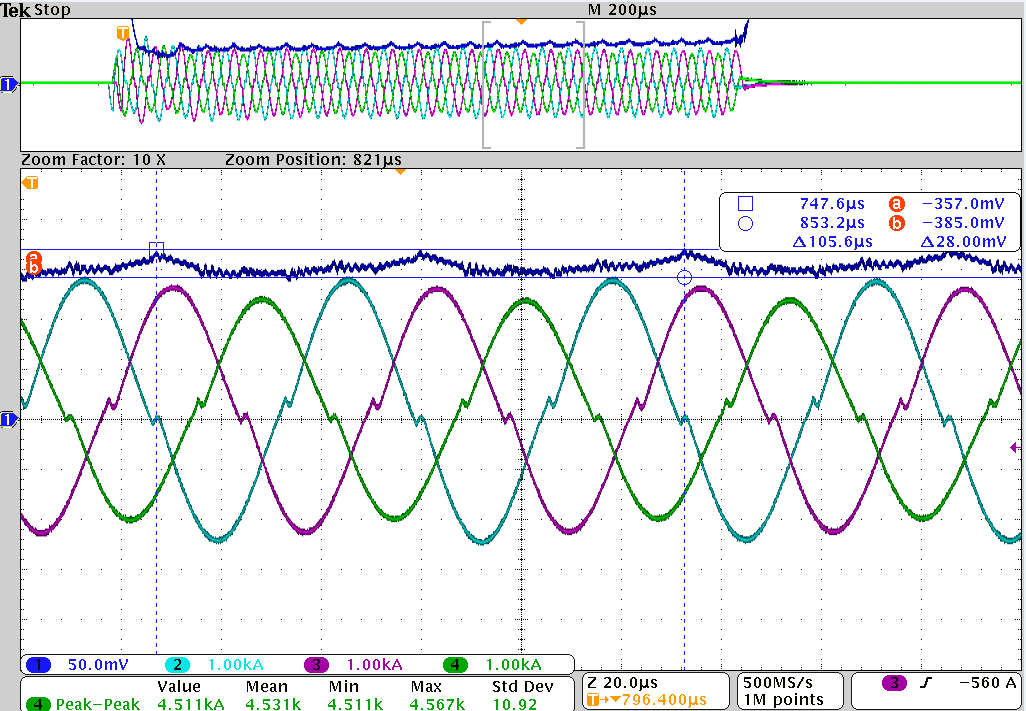 Tek Stop M 200µs
T
1
Zoom Factor: 10 X Zoom Position: 821µs
T
747.6µs a −357.0mV
853.2µs b −385.0mV
Δ105.6µs Δ28.00mV
a
b
1
1 50.0mV 2 1.00kA 3 1.00kA 4 1.00kA
Value Mean Min Max Std Dev
4 Peak−Peak 4.511kA 4.531k 4.511k 4.567k 10.92
Z 20.0µs
T→▼796.400µs
500MS/s
1M points
3 ∫ −560 A